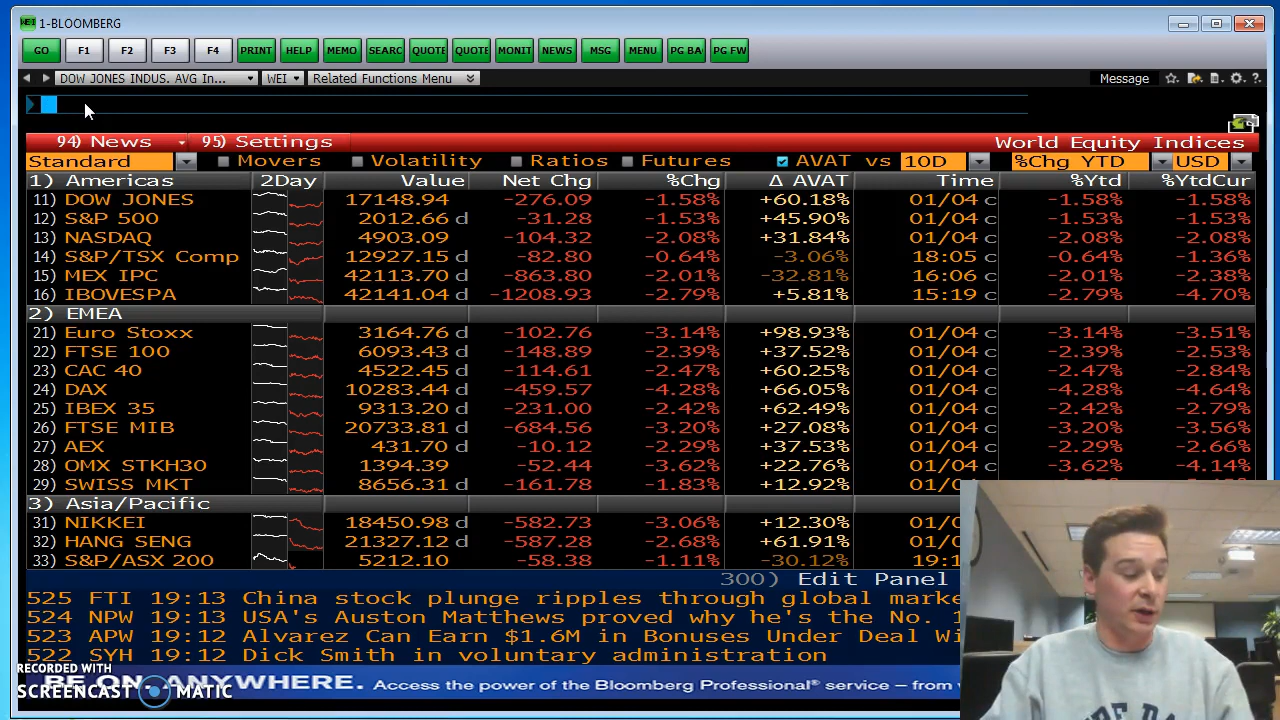 WEI 1-BLOOMBERG
GO F1 F2 F3 F4 PRINT HELP MEMO SEARC QUOTE QUOTE MONIT NEWS MSG MENU PG BA PG FW
DOW JONES INDUS. AVG In... WEI Related Functions Menu Message
94) News 95) Settings World Equity Indices
Standard Movers Volatility Ratios Futures AVAT vs 10D %Chg YTD USD
1) Americas 2Day Value Net Chg %Chg Δ AVAT Time %Ytd %YtdCur
11) DOW JONES 17148.94 -276.09 -1.58% +60.18% 01/04 c -1.58% -1.58%
12) S&P 500 2012.66 d -31.28 -1.53% +45.90% 01/04 c -1.53% -1.53%
13) NASDAQ 4903.09 -104.32 -2.08% +31.84% 01/04 c -2.08% -2.08%
14) S&P/TSX Comp 12927.15 d -82.80 -0.64% -3.06% 18:05 c -0.64% -1.36%
15) MEX IPC 42113.70 d -863.80 -2.01% -32.81% 16:06 c -2.01% -2.38%
16) IBOVESPA 42141.04 d -1208.93 -2.79% +5.81% 15:19 c -2.79% -4.70%
2) EMEA
21) Euro Stoxx 3164.76 d -102.76 -3.14% +98.93% 01/04 c -3.14% -3.51%
22) FTSE 100 6093.43 d -148.89 -2.39% +37.52% 01/04 c -2.39% -2.53%
23) CAC 40 4522.45 d -114.61 -2.47% +60.25% 01/04 c -2.47% -2.84%
24) DAX 10283.44 d -459.57 -4.28% +66.05% 01/04 c -4.28% -4.64%
25) IBEX 35 9313.20 d -231.00 -2.42% +62.49% 01/04 c -2.42% -2.79%
26) FTSE MIB 20733.81 d -684.56 -3.20% +27.08% 01/04 c -3.20% -3.56%
27) AEX 431.70 d -10.12 -2.29% +37.53% 01/04 c -2.29% -2.66%
28) OMX STKH30 1394.39 -52.44 -3.62% +22.76% 01/04 c -3.62% -4.14%
29) SWISS MKT 8656.31 d -161.78 -1.83% +12.92% 01/04 c
3) Asia/Pacific
31) NIKKEI 18450.98 d -582.73 -3.06% +12.30% 01/0
32) HANG SENG 21327.12 d -587.28 -2.68% +61.91%
33) S&P/ASX 200 5212.10 -58.38 -1.11% -30.12% 19:1
300) Edit Panel
525 FTI 19:13 China stock plunge ripples through global marke
524 NPW 19:13 USA's Auston Matthews proved why he's the No. 1
523 APW 19:12 Alvarez Can Earn $1.6M in Bonuses Under Deal Wi
522 SYH 19:12 Dick Smith in voluntary administration
RECORDED WITH
SCREENCAST MATIC
BE ON ANYWHERE. Access the power of the Bloomberg Professional® service – from